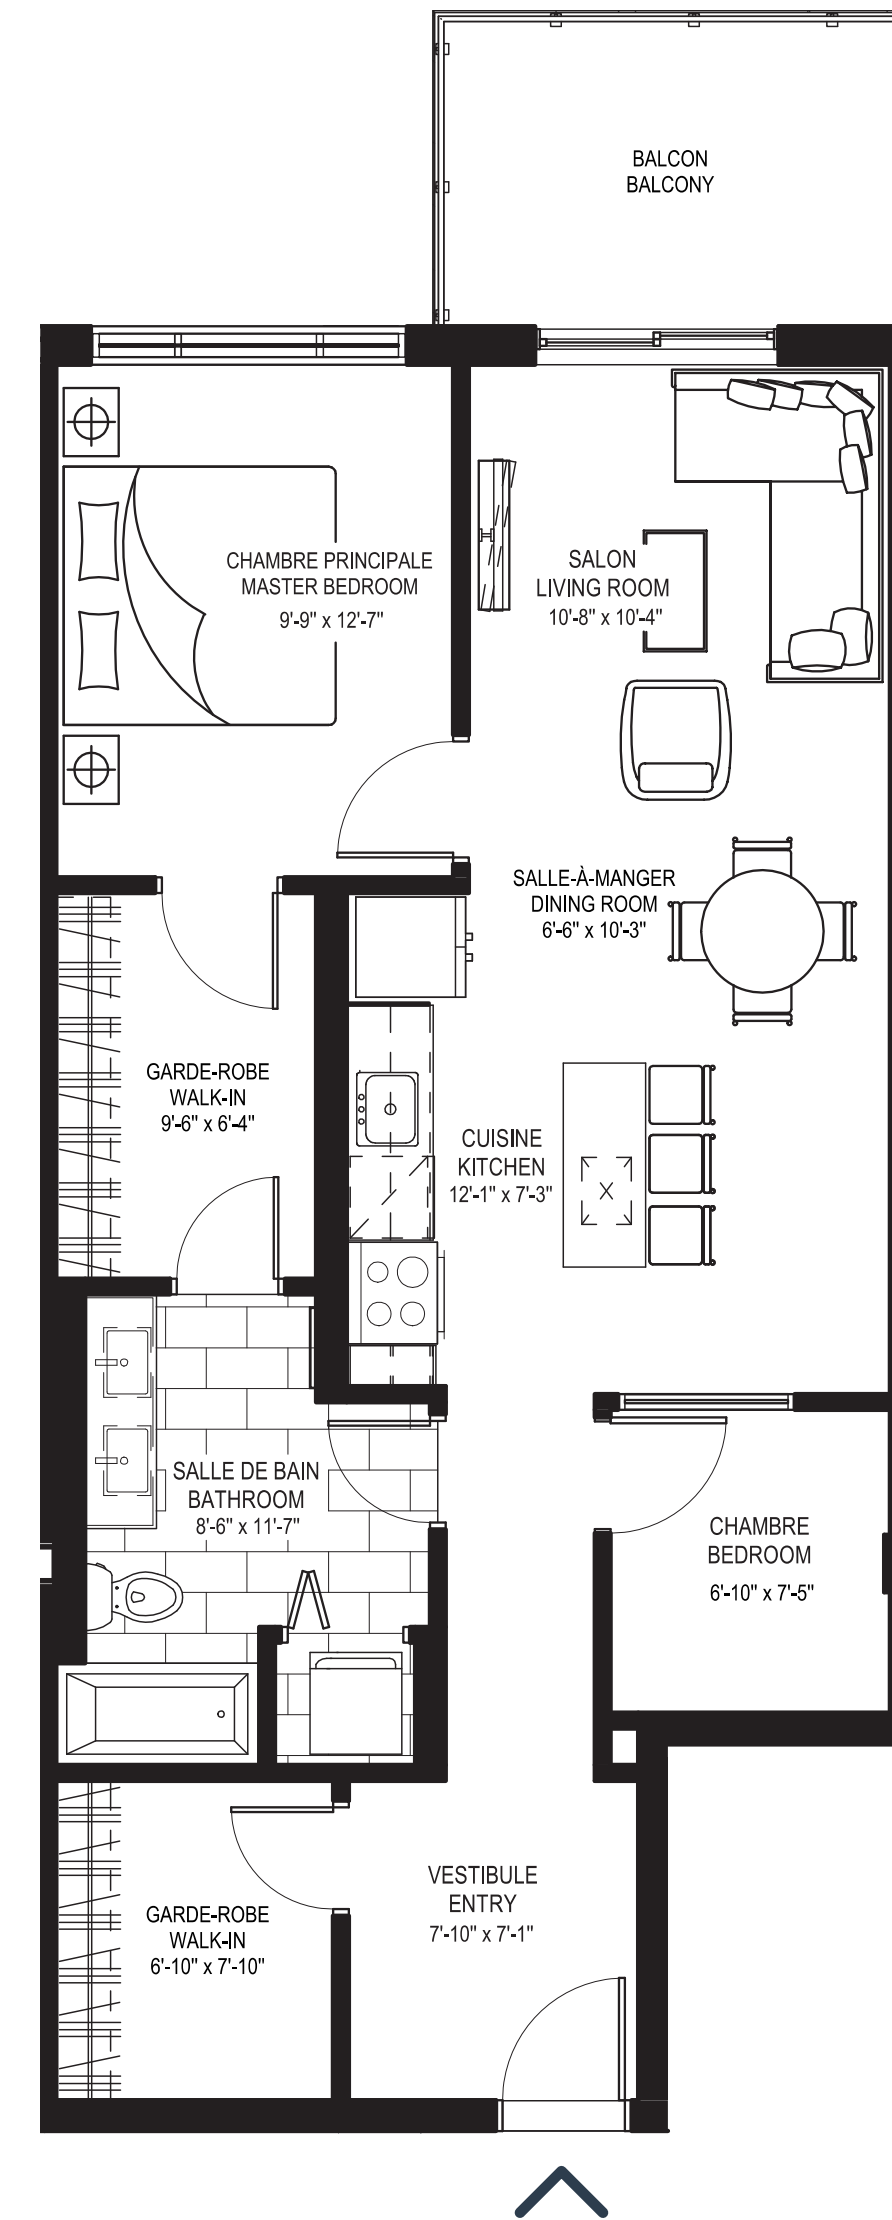 BALCON
BALCONY
CHAMBRE PRINCIPALE
MASTER BEDROOM
9'-9" x 12'-7"
SALON
LIVING ROOM
10'-8" x 10'-4"
SALLE-À-MANGER
DINING ROOM
6'-6" x 10'-3"
GARDE-ROBE
WALK-IN
9'-6" x 6'-4"
CUISINE
KITCHEN
12'-1" x 7'-3"
SALLE DE BAIN
BATHROOM
8'-6" x 11'-7"
CHAMBRE
BEDROOM
6'-10" x 7'-5"
VESTIBULE
ENTRY
7'-10" x 7'-1"
GARDE-ROBE
WALK-IN
6'-10" x 7'-10"